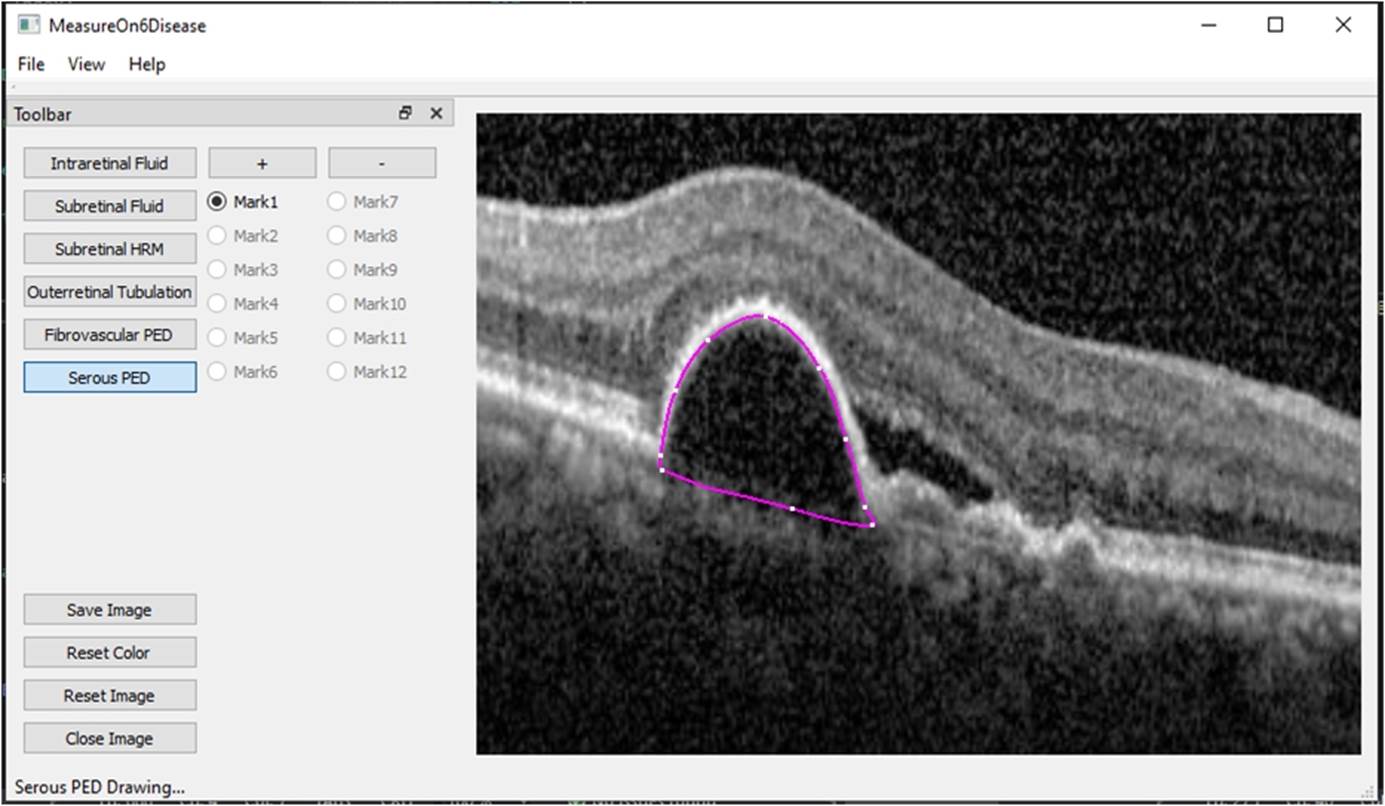 MeasureOn6Disease
File View Help
Toolbar
Intraretinal Fluid + -
Subretinal Fluid Mark1 Mark7
Mark2 Mark8
Subretinal HRM
Mark3 Mark9
Outerretinal Tubulation Mark4 Mark10
Fibrovascular PED Mark5 Mark11
Serous PED Mark6 Mark12
Save Image
Reset Color
Reset Image
Close Image
Serous PED Drawing...